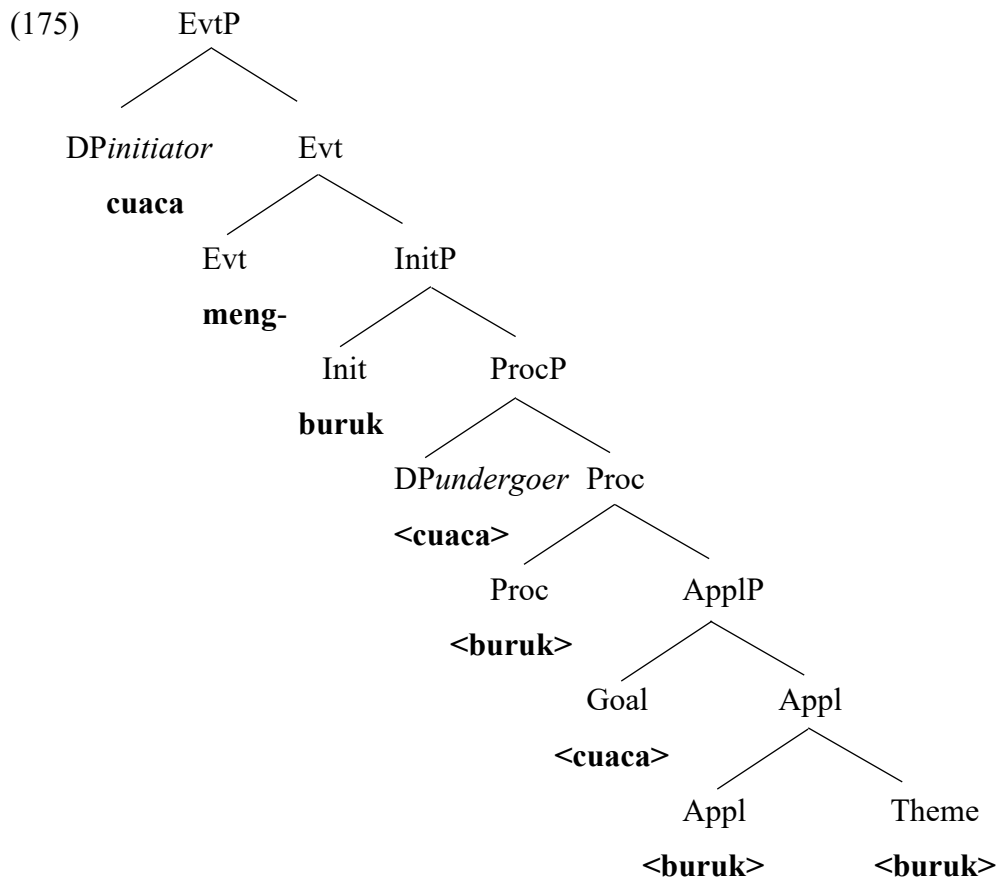 (175) EvtP
DPinitiator Evt
cuaca
Evt InitP
meng-
Init ProcP
buruk
DPundergoer Proc
<cuaca>
Proc ApplP
<buruk>
Goal Appl
<cuaca>
Appl Theme
<buruk> <buruk>